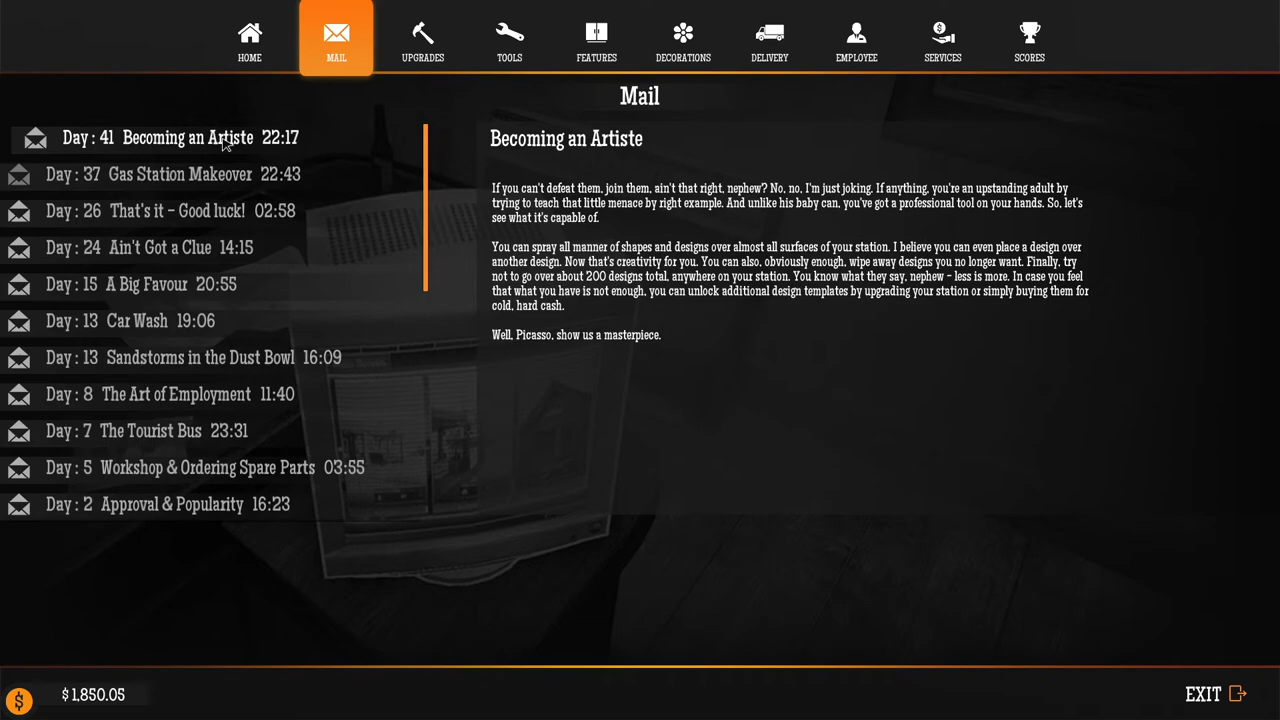 HOME
MAIL
UPGRADES
TOOLS
FEATURES
DECORATIONS
DELIVERY
EMPLOYEE
SERVICES
SCORES
Mail
Day : 41 Becoming an Artiste 22:17
Day : 37 Gas Station Makeover 22:43
Day : 26 That's it - Good luck! 02:58
Day : 24 Ain't Got a Clue 14:15
Day : 15 A Big Favour 20:55
Day : 13 Car Wash 19:06
Day : 13 Sandstorms in the Dust Bowl 16:09
Day : 8 The Art of Employment 11:40
Day : 7 The Tourist Bus 23:31
Day : 5 Workshop & Ordering Spare Parts 03:55
Day : 2 Approval & Popularity 16:23
Becoming an Artiste
If you can't defeat them, join them, ain't that right, nephew? No, no, I'm just joking. If anything, you're an upstanding adult by
trying to teach that little menace by right example. And unlike his baby can, you've got a professional tool on your hands. So, let's
see what it's capable of.
You can spray all manner of shapes and designs over almost all surfaces of your station. I believe you can even place a design over
another design. Now that's creativity for you. You can also, obviously enough, wipe away designs you no longer want. Finally, try
not to go over about 200 designs total, anywhere on your station. You know what they say, nephew - less is more. In case you feel
that what you have is not enough, you can unlock additional design templates by upgrading your station or simply buying them for
cold, hard cash.
Well, Picasso, show us a masterpiece.
$ 1,850.05
EXIT